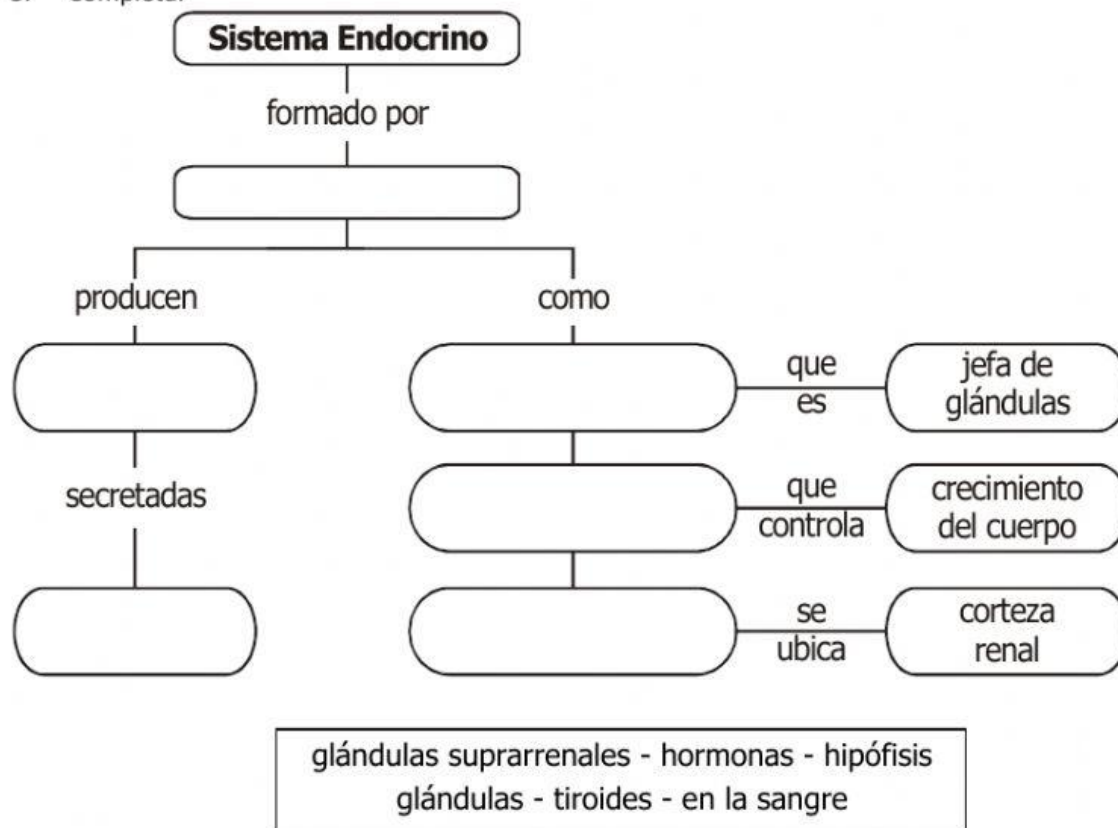 Sistema Endocrino
formado por
producen
como
que
es
jefa de
glándulas
secretadas
que
controla
crecimiento
del cuerpo
se
ubica
corteza
renal
glándulas suprarrenales - hormonas - hipófisis
glándulas - tiroides - en la sangre